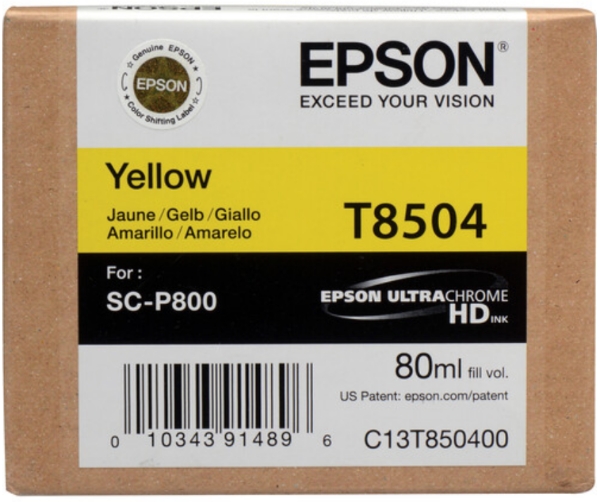 EPSON
Genuine EPSON
EPSON
Color Shifting Label
EPSON®
EXCEED YOUR VISION
Yellow
Jaune/Gelb/Giallo
Amarillo/Amarelo
T8504
For :
SC-P800
EPSON ULTRACHROME
HD INK
80ml fill vol.
US Patent: epson.com/patent
0 10343 91489 6
C13T850400